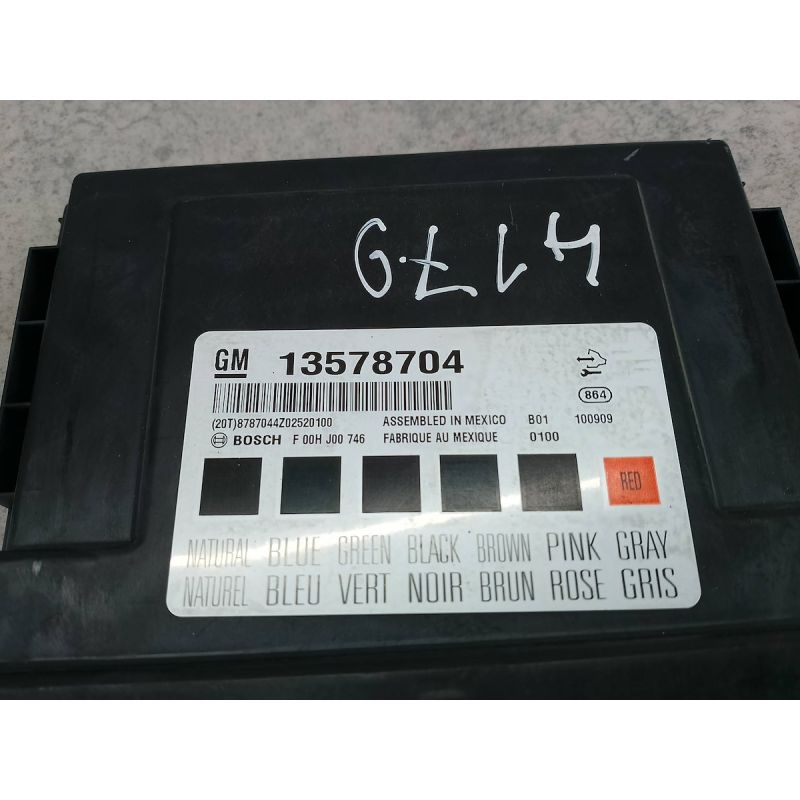 4179
GM 13578704
864
(20T)8787044Z02520100 ASSEMBLED IN MEXICO B01 100909
BOSCH F 00H J00 746 FABRIQUE AU MEXIQUE 0100
RED
NATURAL BLUE GREEN BLACK BROWN PINK GRAY
NATUREL BLEU VERT NOIR BRUN ROSE GRIS